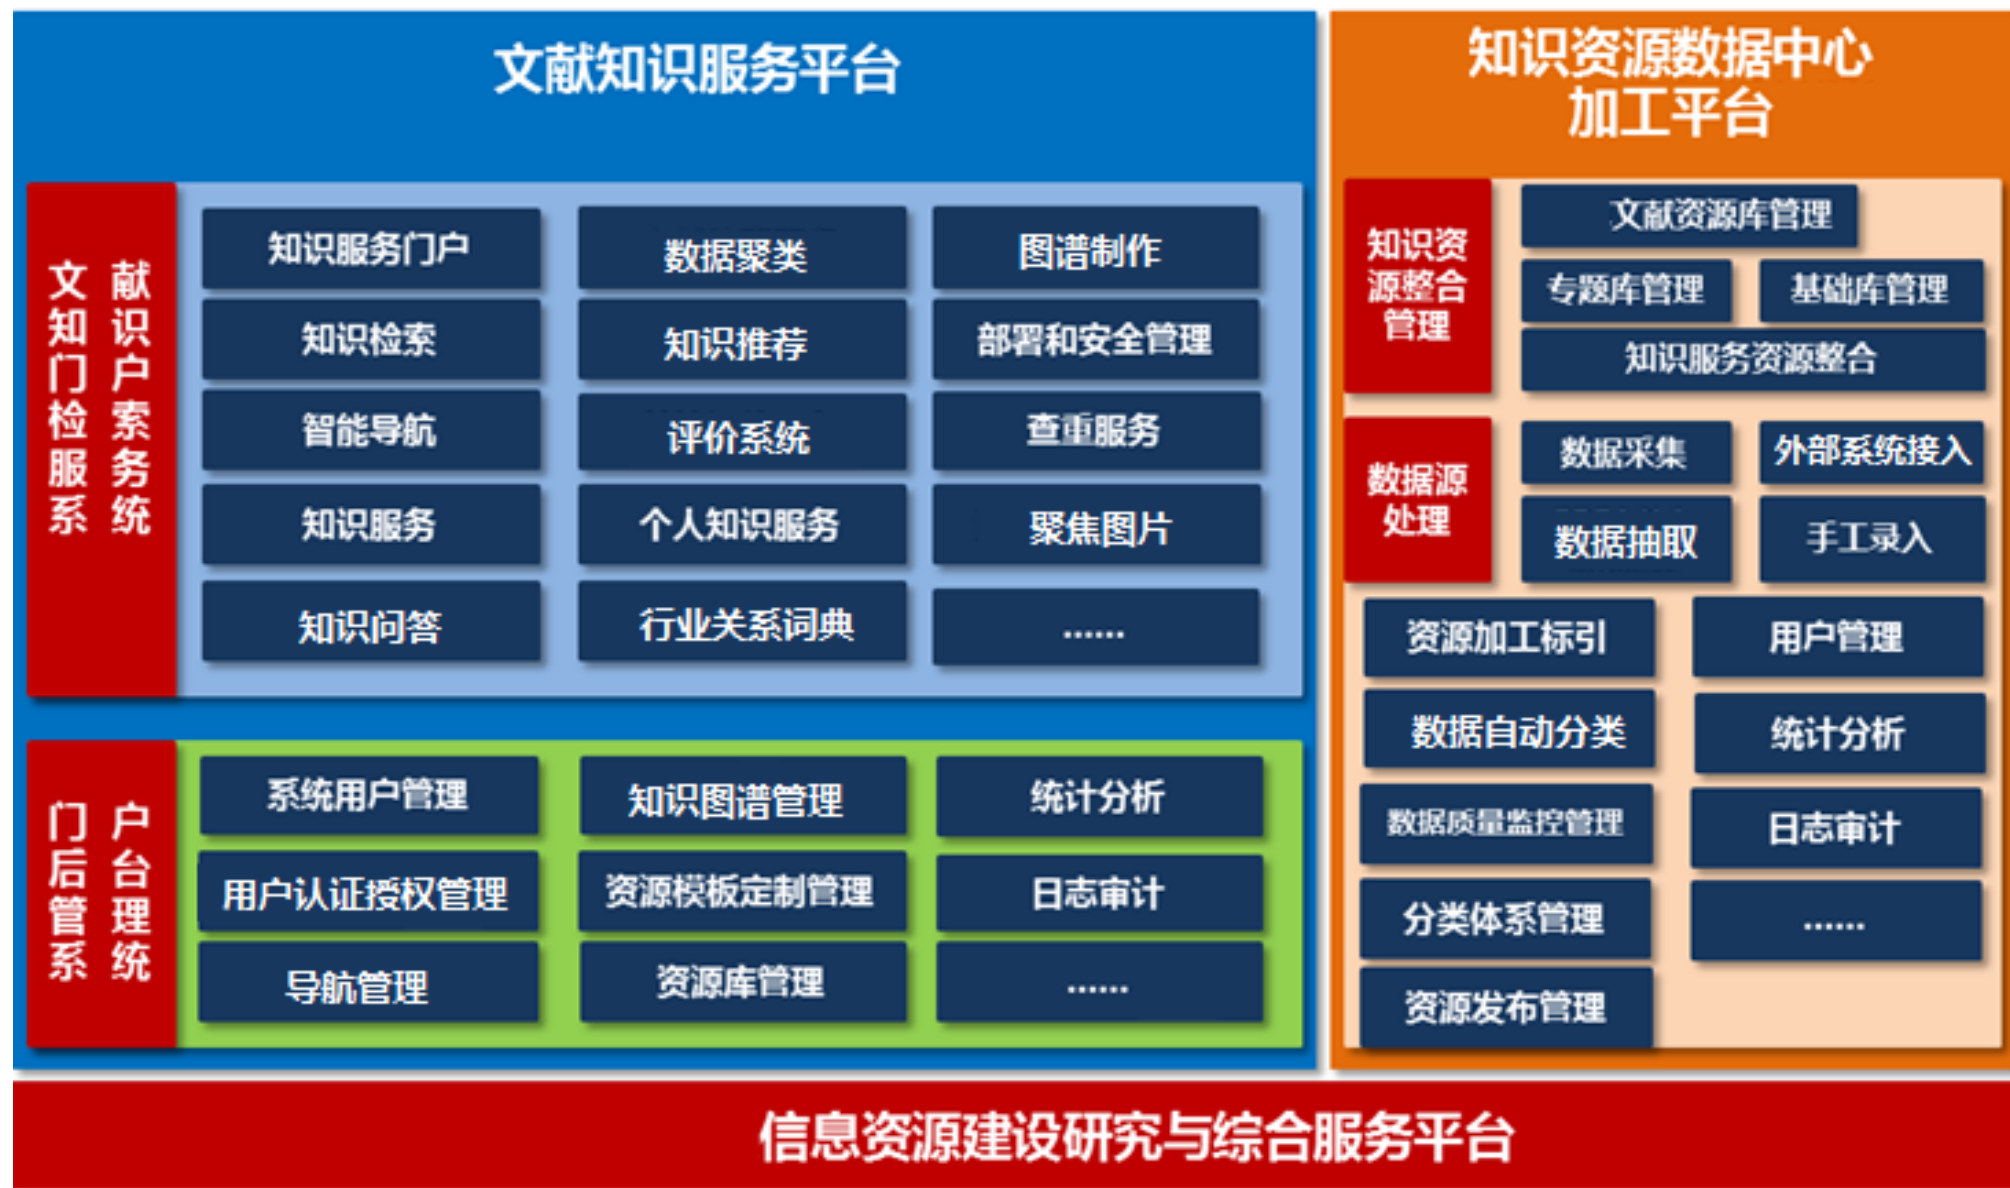 文献知识服务平台
文献
知识
门户
检索
服务
系统
知识服务门户
数据聚类
图谱制作
知识检索
知识推荐
部署和安全管理
智能导航
评价系统
查重服务
知识服务
个人知识服务
聚焦图片
知识问答
行业关系词典
......
门户
后台
管理
系统
系统用户管理
知识图谱管理
统计分析
用户认证授权管理
资源模板定制管理
日志审计
导航管理
资源库管理
......
知识资源数据中心
加工平台
知识资
源整合
管理
文献资源库管理
专题库管理
基础库管理
知识服务资源整合
数据源
处理
数据采集
外部系统接入
数据抽取
手工录入
资源加工标引
用户管理
数据自动分类
统计分析
数据质量监控管理
日志审计
分类体系管理
......
资源发布管理
信息资源建设研究与综合服务平台